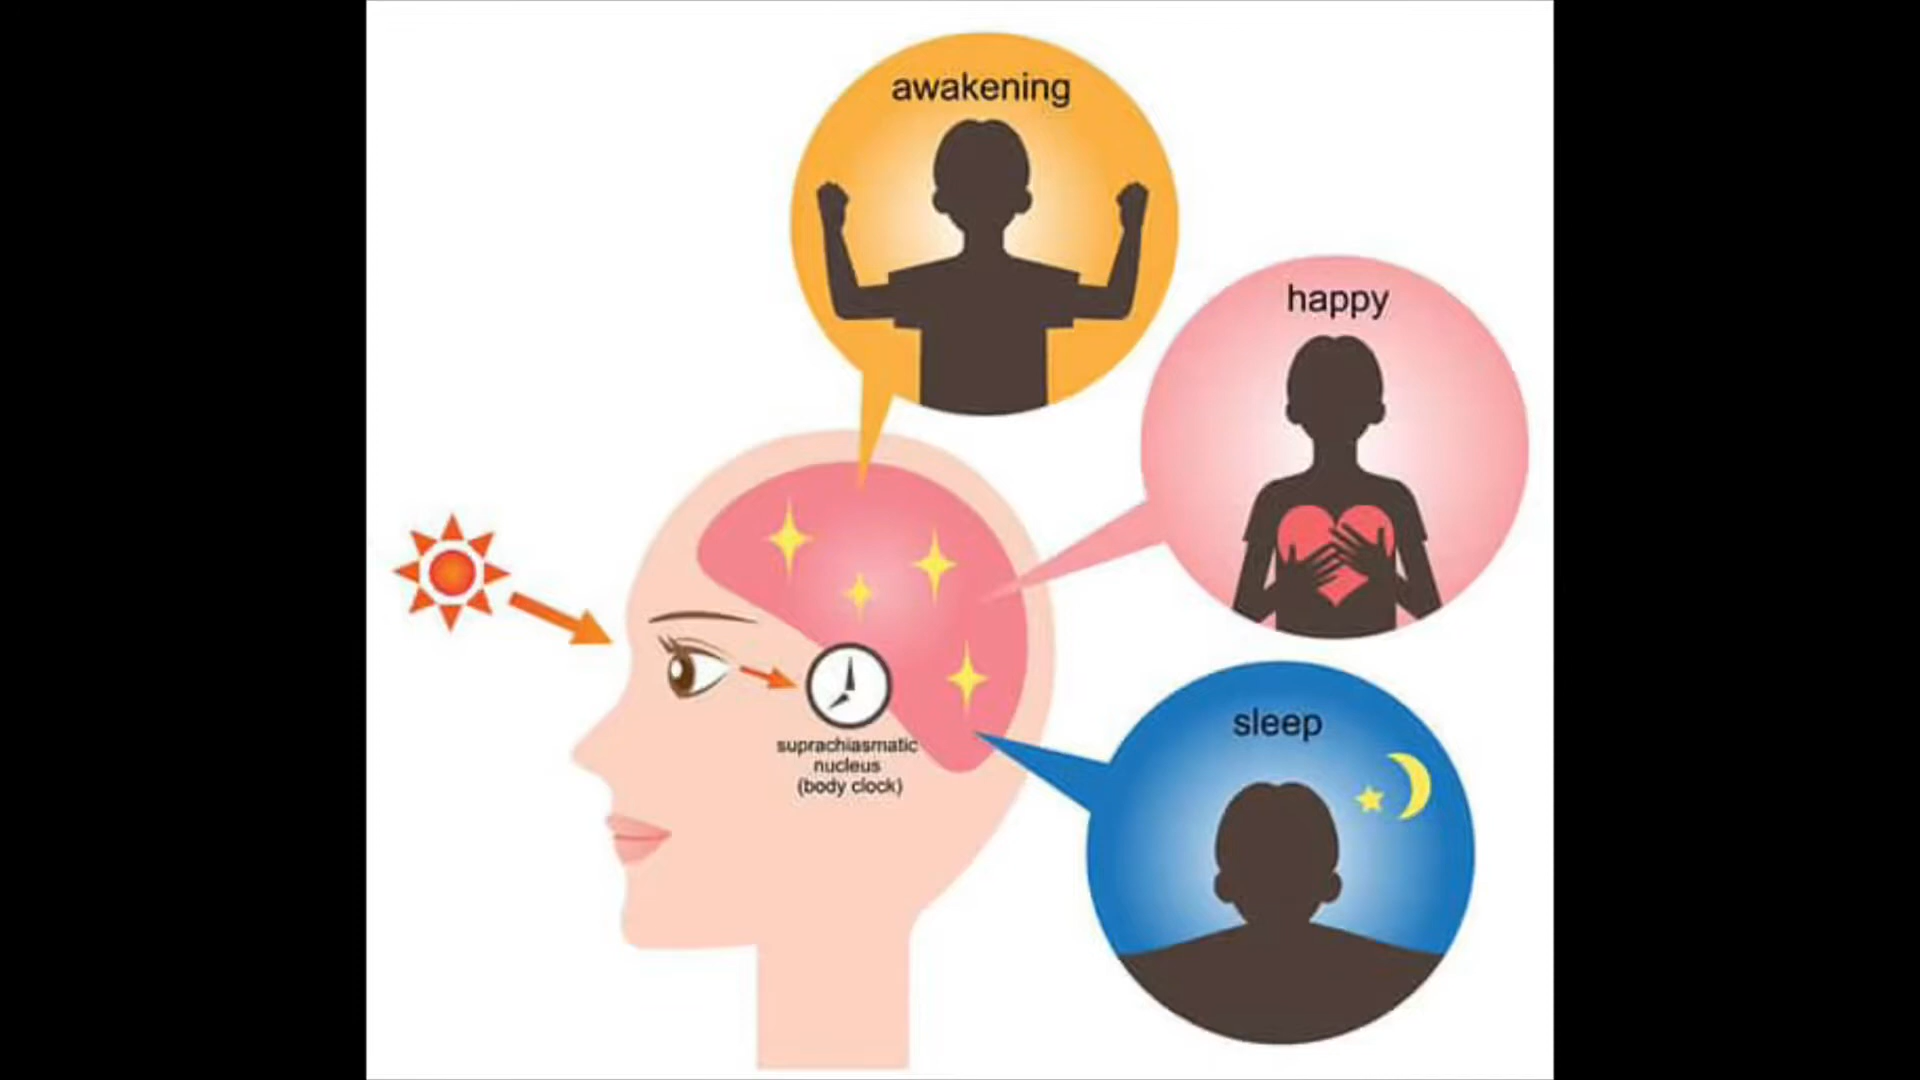 awakening
happy
suprachiasmatic
nucleus
(body clock)
sleep